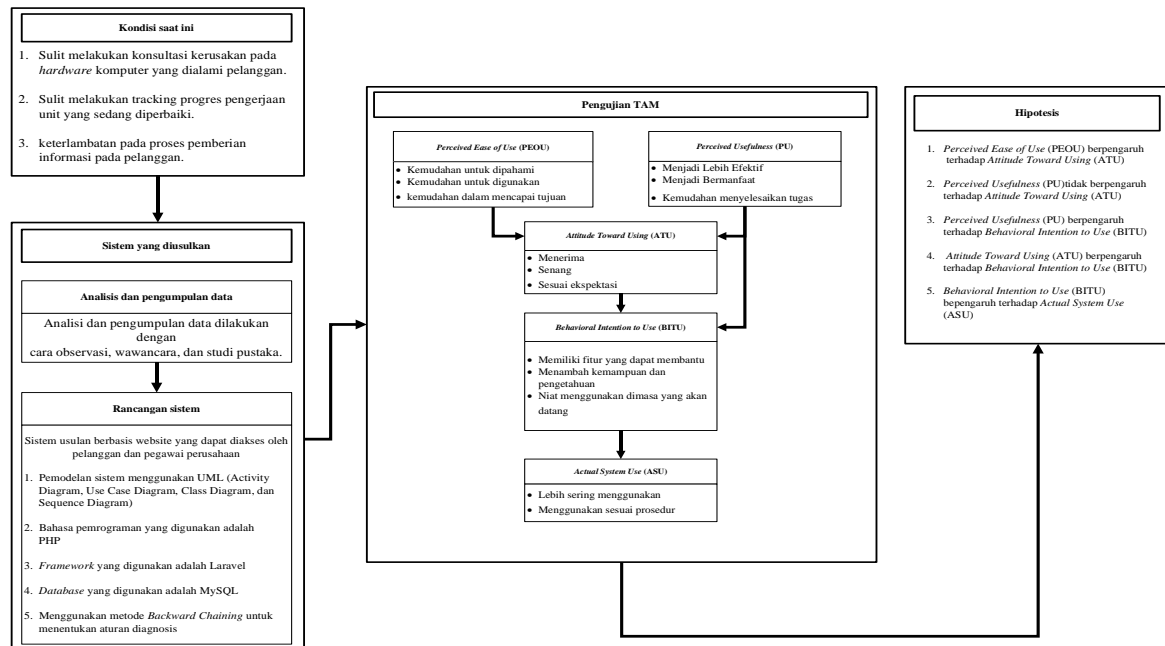 Kondisi saat ini
1. Sulit melakukan konsultasi kerusakan pada
hardware komputer yang dialami pelanggan.
2. Sulit melakukan tracking progres pengerjaan
unit yang sedang diperbaiki.
3. keterlambatan pada proses pemberian
informasi pada pelanggan.
Sistem yang diusulkan
Analisis dan pengumpulan data
Analisi dan pengumpulan data dilakukan
dengan
cara observasi, wawancara, dan studi pustaka.
Rancangan sistem
Sistem usulan berbasis website yang dapat diakses oleh
pelanggan dan pegawai perusahaan
1. Pemodelan sistem menggunakan UML (Activity
Diagram, Use Case Diagram, Class Diagram, dan
Sequence Diagram)
2. Bahasa pemrograman yang digunakan adalah
PHP
3. Framework yang digunakan adalah Laravel
4. Database yang digunakan adalah MySQL
5. Menggunakan metode Backward Chaining untuk
menentukan aturan diagnosis
Pengujian TAM
Perceived Ease of Use (PEOU)
• Kemudahan untuk dipahami
• Kemudahan untuk digunakan
• kemudahan dalam mencapai tujuan
Perceived Usefulness (PU)
• Menjadi Lebih Efektif
• Menjadi Bermanfaat
• Kemudahan menyelesaikan tugas
Attitude Toward Using (ATU)
• Menerima
• Senang
• Sesuai ekspektasi
Behavioral Intention to Use (BITU)
• Memiliki fitur yang dapat membantu
• Menambah kemampuan dan
pengetahuan
• Niat menggunakan dimasa yang akan
datang
Actual System Use (ASU)
• Lebih sering menggunakan
• Menggunakan sesuai prosedur
Hipotesis
1. Perceived Ease of Use (PEOU) berpengaruh
terhadap Attitude Toward Using (ATU)
2. Perceived Usefulness (PU)tidak berpengaruh
terhadap Attitude Toward Using (ATU)
3. Perceived Usefulness (PU) berpengaruh
terhadap Behavioral Intention to Use (BITU)
4. Attitude Toward Using (ATU) berpengaruh
terhadap Behavioral Intention to Use (BITU)
5. Behavioral Intention to Use (BITU)
bepengaruh terhadap Actual System Use
(ASU)